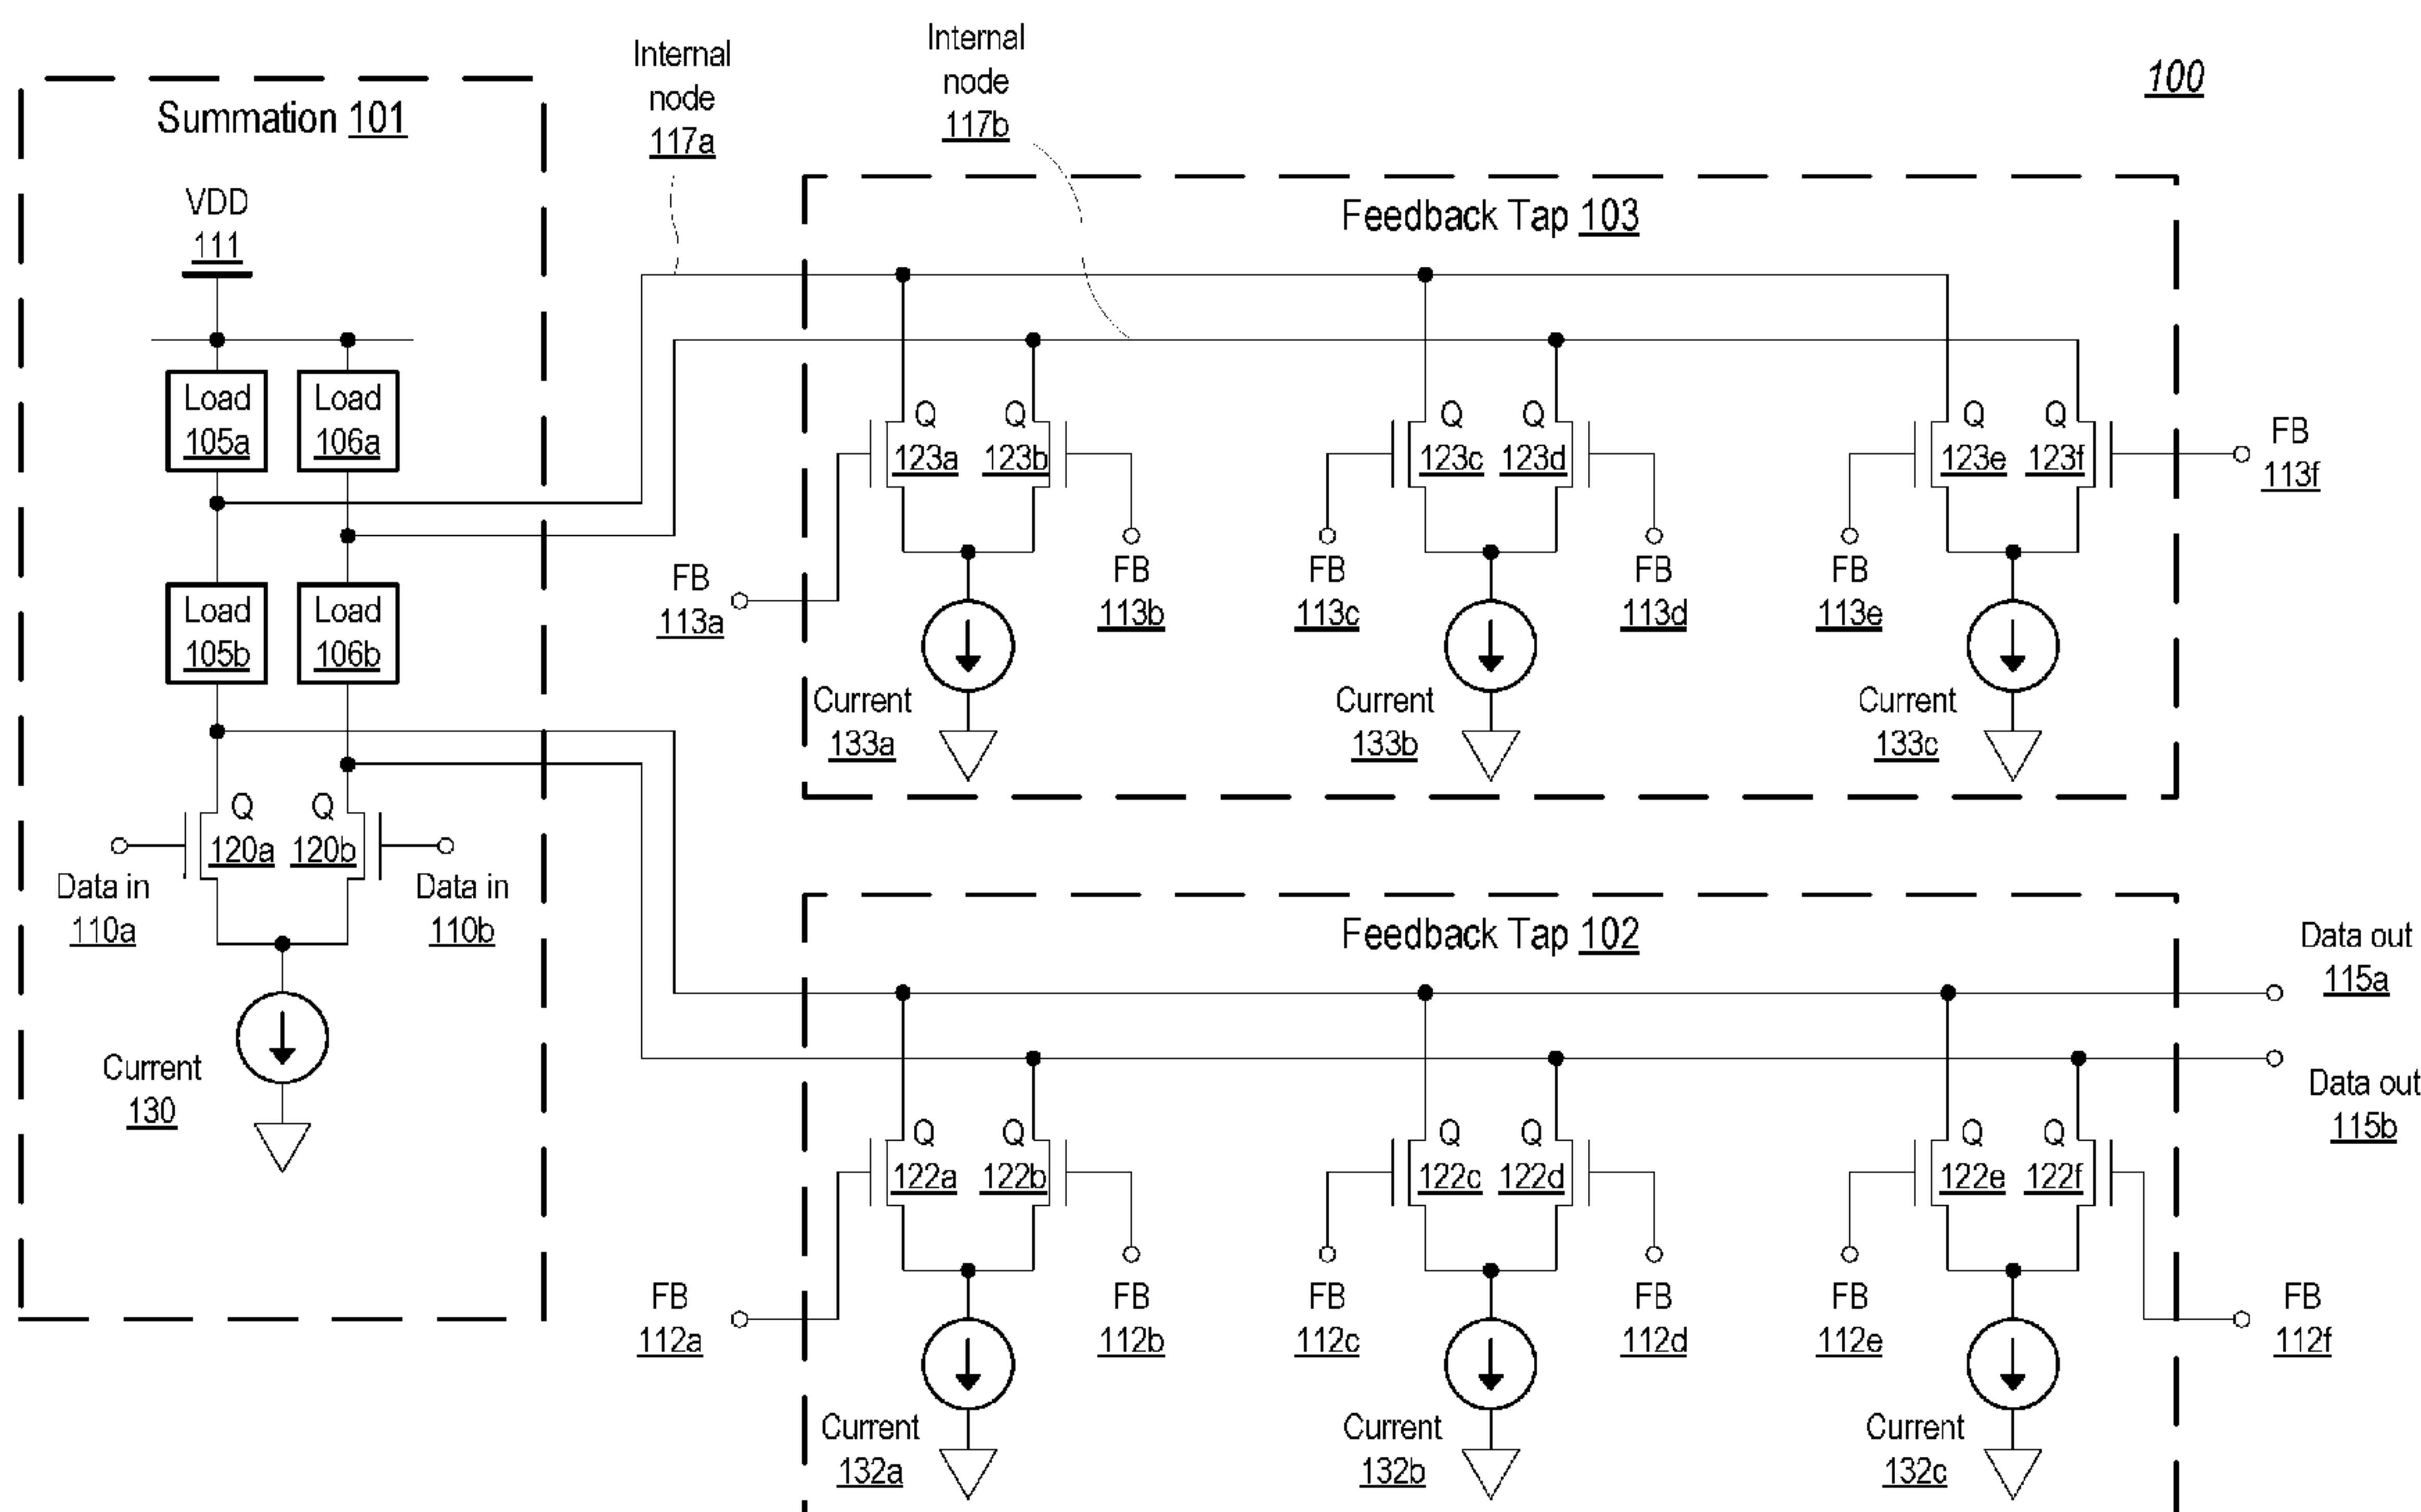 100
Summation 101
VDD
111
Load
105a
Load
106a
Load
105b
Load
106b
Q
120a
Q
120b
Data in
110a
Data in
110b
Current
130
Internal
node
117a
Internal
node
117b
Feedback Tap 103
Q
123a
Q
123b
Q
123c
Q
123d
Q
123e
Q
123f
FB
113a
FB
113b
FB
113c
FB
113d
FB
113e
FB
113f
Current
133a
Current
133b
Current
133c
Feedback Tap 102
Data out
115a
Data out
115b
Q
122a
Q
122b
Q
122c
Q
122d
Q
122e
Q
122f
FB
112a
FB
112b
FB
112c
FB
112d
FB
112e
FB
112f
Current
132a
Current
132b
Current
132c